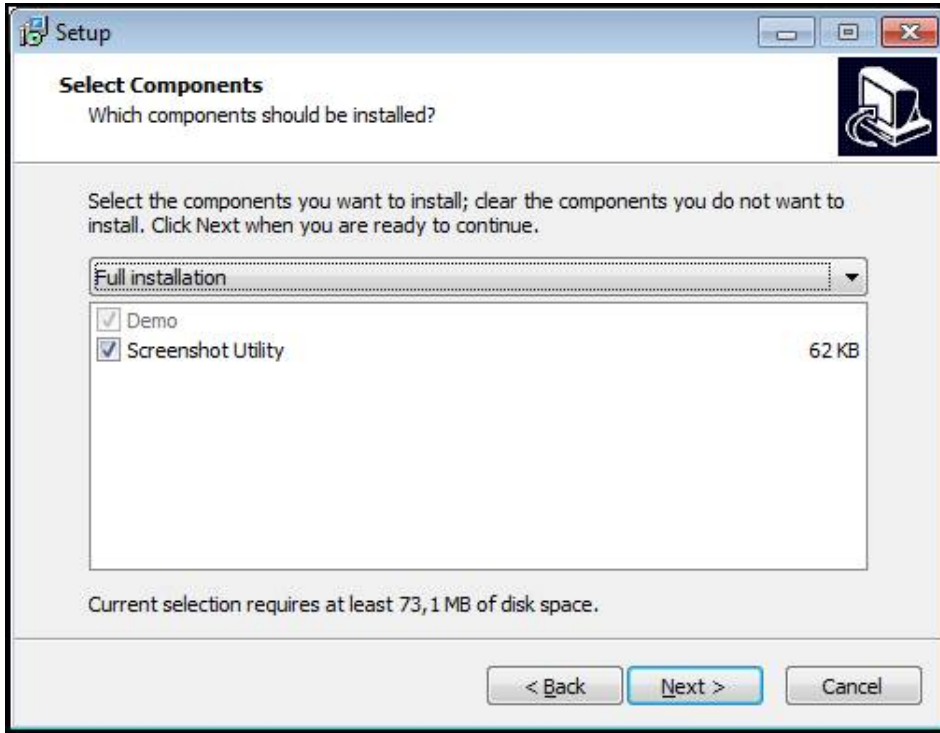 Setup
Select Components
Which components should be installed?
Select the components you want to install; clear the components you do not want to
install. Click Next when you are ready to continue.
Full installation
Demo
Screenshot Utility 62 KB
Current selection requires at least 73,1 MB of disk space.
< Back Next > Cancel